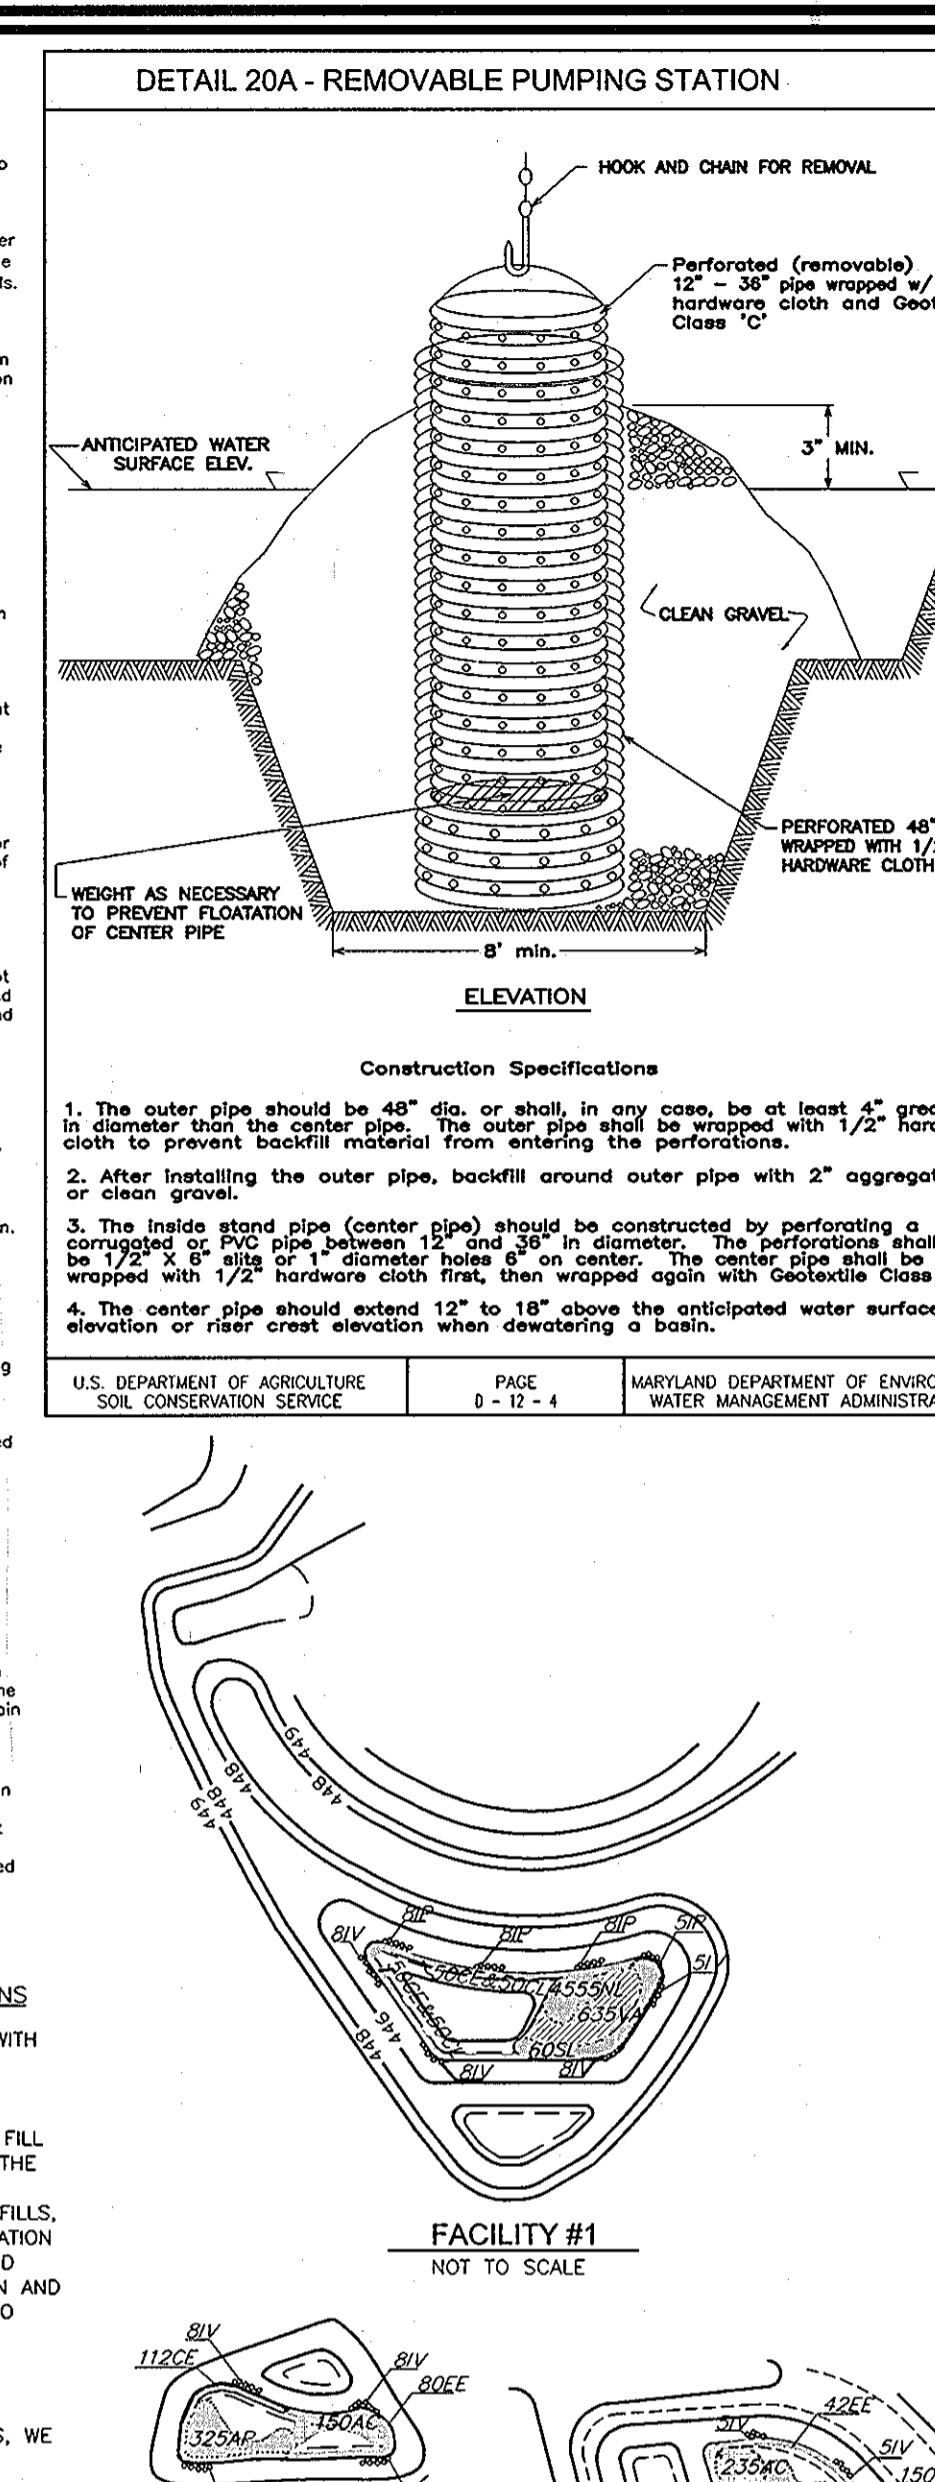 DETAIL 20A - REMOVABLE PUMPING STATION
HOOK AND CHAIN FOR REMOVAL
Perforated (removable)
12" - 36" pipe wrapped w/
hardware cloth and
Class 'C'
ANTICIPATED WATER
SURFACE ELEV.
3" MIN.
CLEAN GRAVEL
PERFORATED 48"
WRAPPED WITH
HARDWARE CLOTH
WEIGHT AS NECESSARY
TO PREVENT FLOATATION
OF CENTER PIPE
8' min.
ELEVATION
Construction Specifications
1. The outer pipe should be 48" dia. or shall, in any case, be at least 4"
in diameter than the center pipe. The outer pipe shall be wrapped with 1/2"
cloth to prevent backfill material from entering the perforations.
2. After installing the outer pipe, backfill around outer pipe with 2"
or clean gravel.
3. The inside stand pipe (center pipe) should be constructed by perforating a
corrugated or PVC pipe between 12" and 36" in diameter. The perforations shall
be 1/2" X 6" slits or 1" diameter holes 6" on center. The center pipe shall be
wrapped with 1/2" hardware cloth first, then wrapped again with Geotextile Class
4. The center pipe should extend 12" to 18" above the anticipated water surface
elevation or riser crest elevation when dewatering a basin.
U.S. DEPARTMENT OF AGRICULTURE
SOIL CONSERVATION SERVICE
PAGE
D - 12 - 4
MARYLAND DEPARTMENT OF
WATER MANAGEMENT
449
448
448
448
449
8IP
8IV
8IP
8IP
5IP
50CE&50CL
4555NL
635VA
50CE&50CL
446
448
60SL
8IV
8IV
FACILITY #1
NOT TO SCALE
WITH
FILL
THE
FILLS,
AND
WE
8IV
112CE
8IV
80EE
325AP
150AC
42EE
5IV
5IV
235AC
150